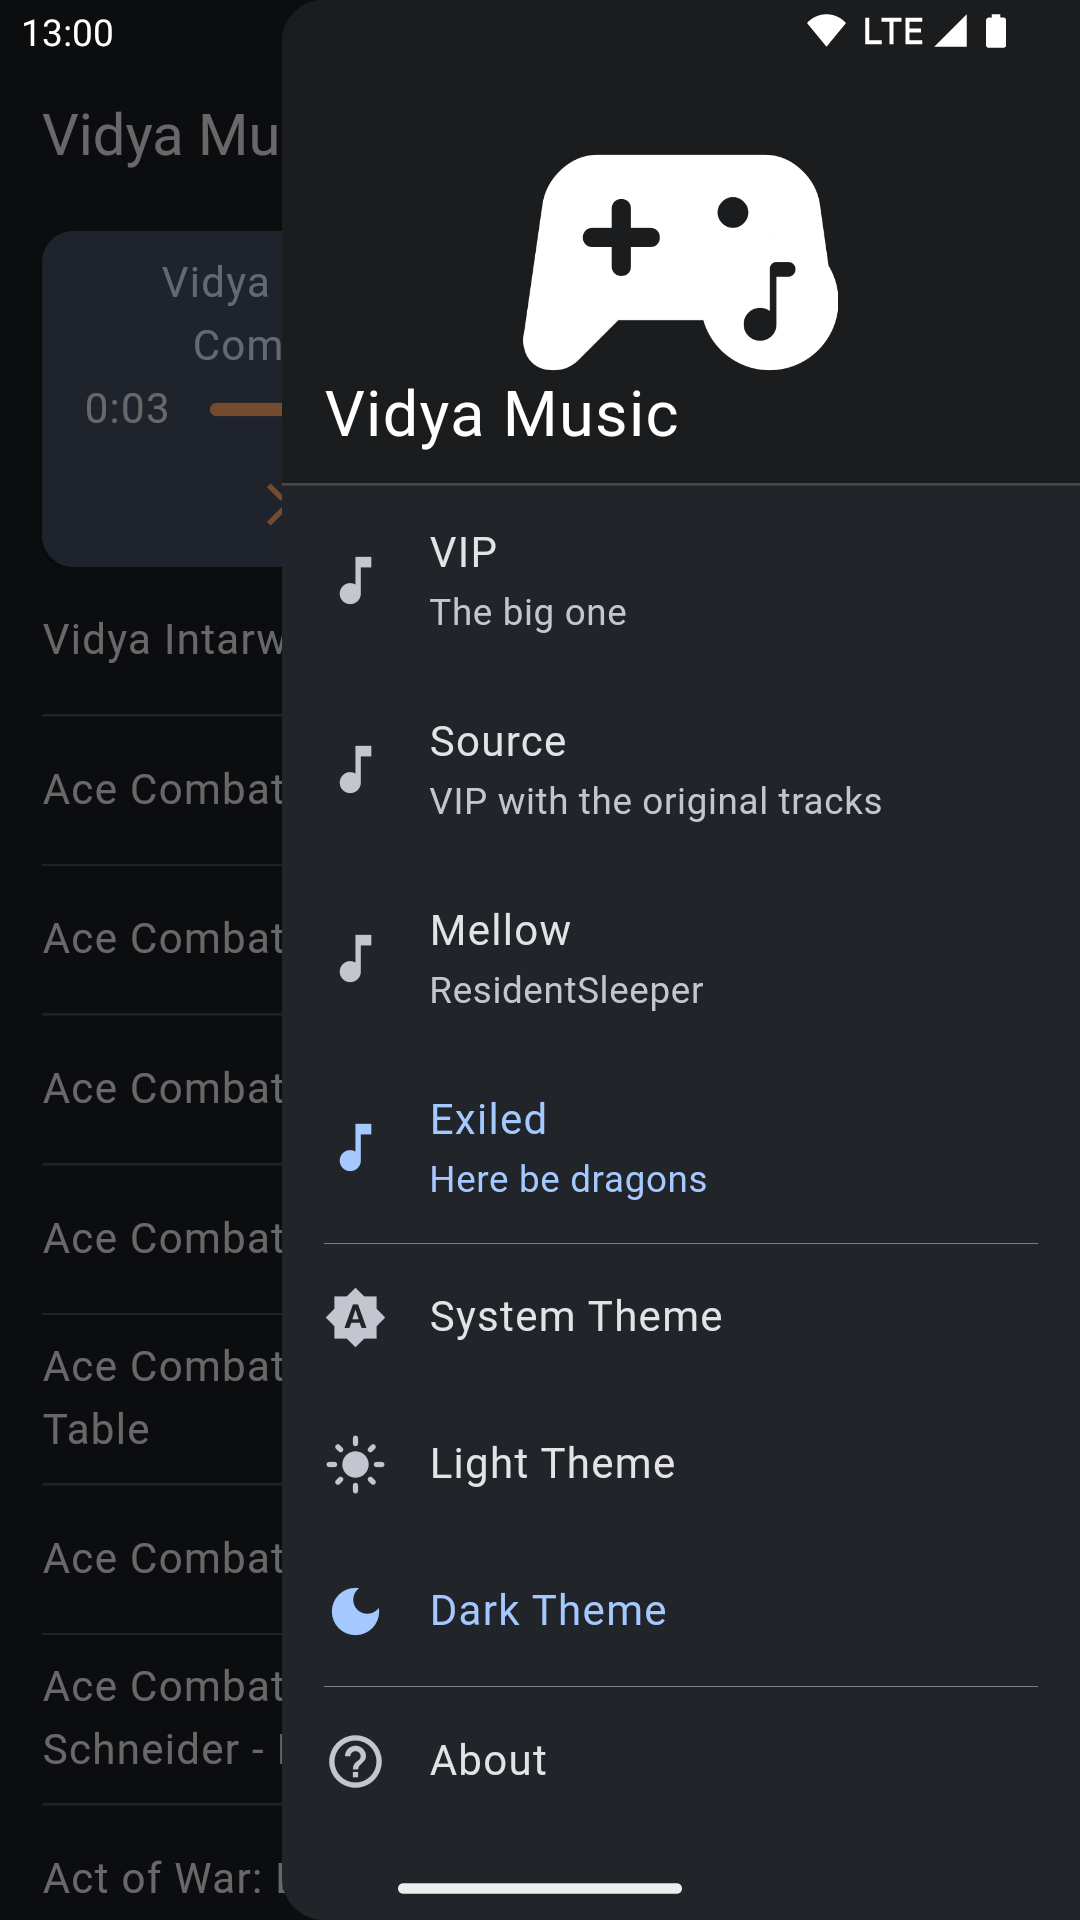 13:00
LTE
Vidya Mu
Vidya
Com
0:03
Vidya Intarw
Ace Combat
Ace Combat
Ace Combat
Ace Combat
Ace Combat
Table
Ace Combat
Ace Combat
Schneider -
Act of War:
Vidya Music
VIP
The big one
Source
VIP with the original tracks
Mellow
ResidentSleeper
Exiled
Here be dragons
A
System Theme
Light Theme
Dark Theme
About